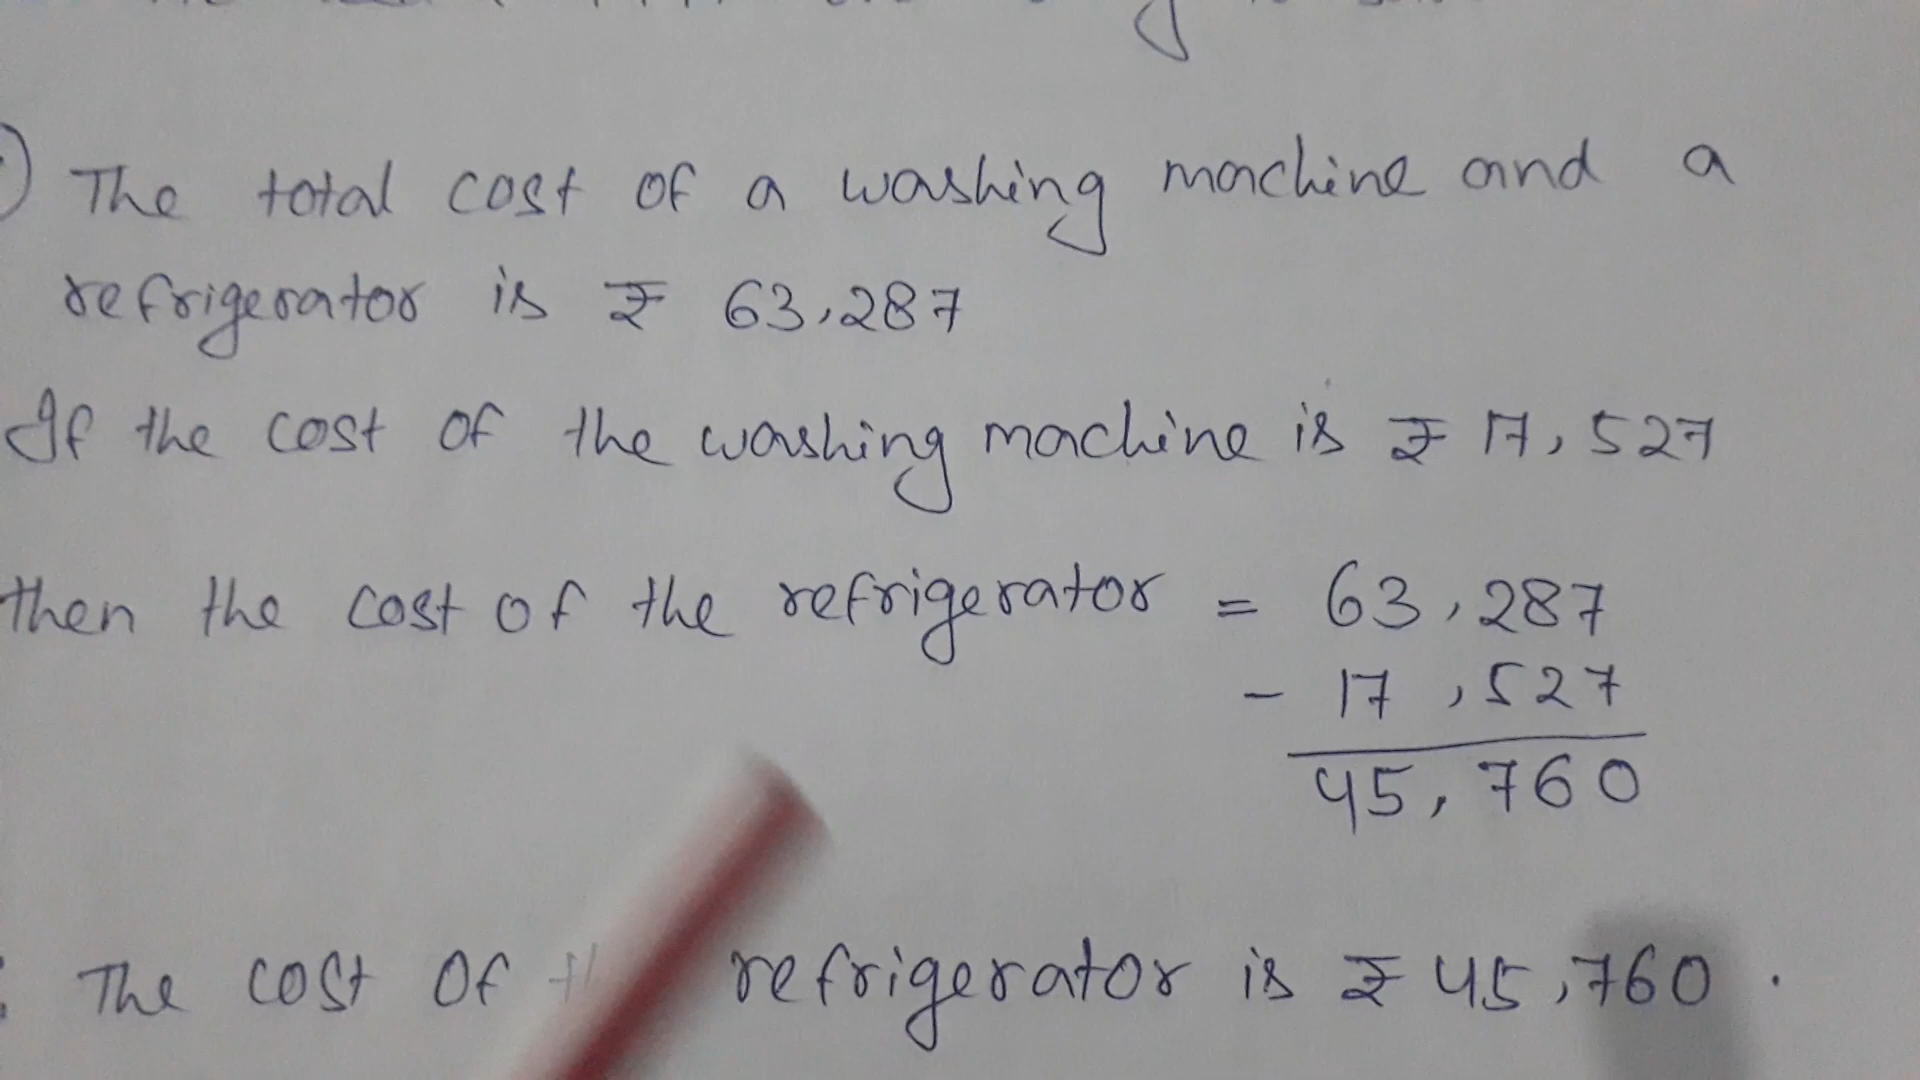 The total cost of a washing machine and a
refrigerator is ₹ 63,287
If the cost of the washing machine is ₹ 17,527
then the cost of the refrigerator = 63,287
- 17,527
45,760
The cost of refrigerator is ₹ 45,760.